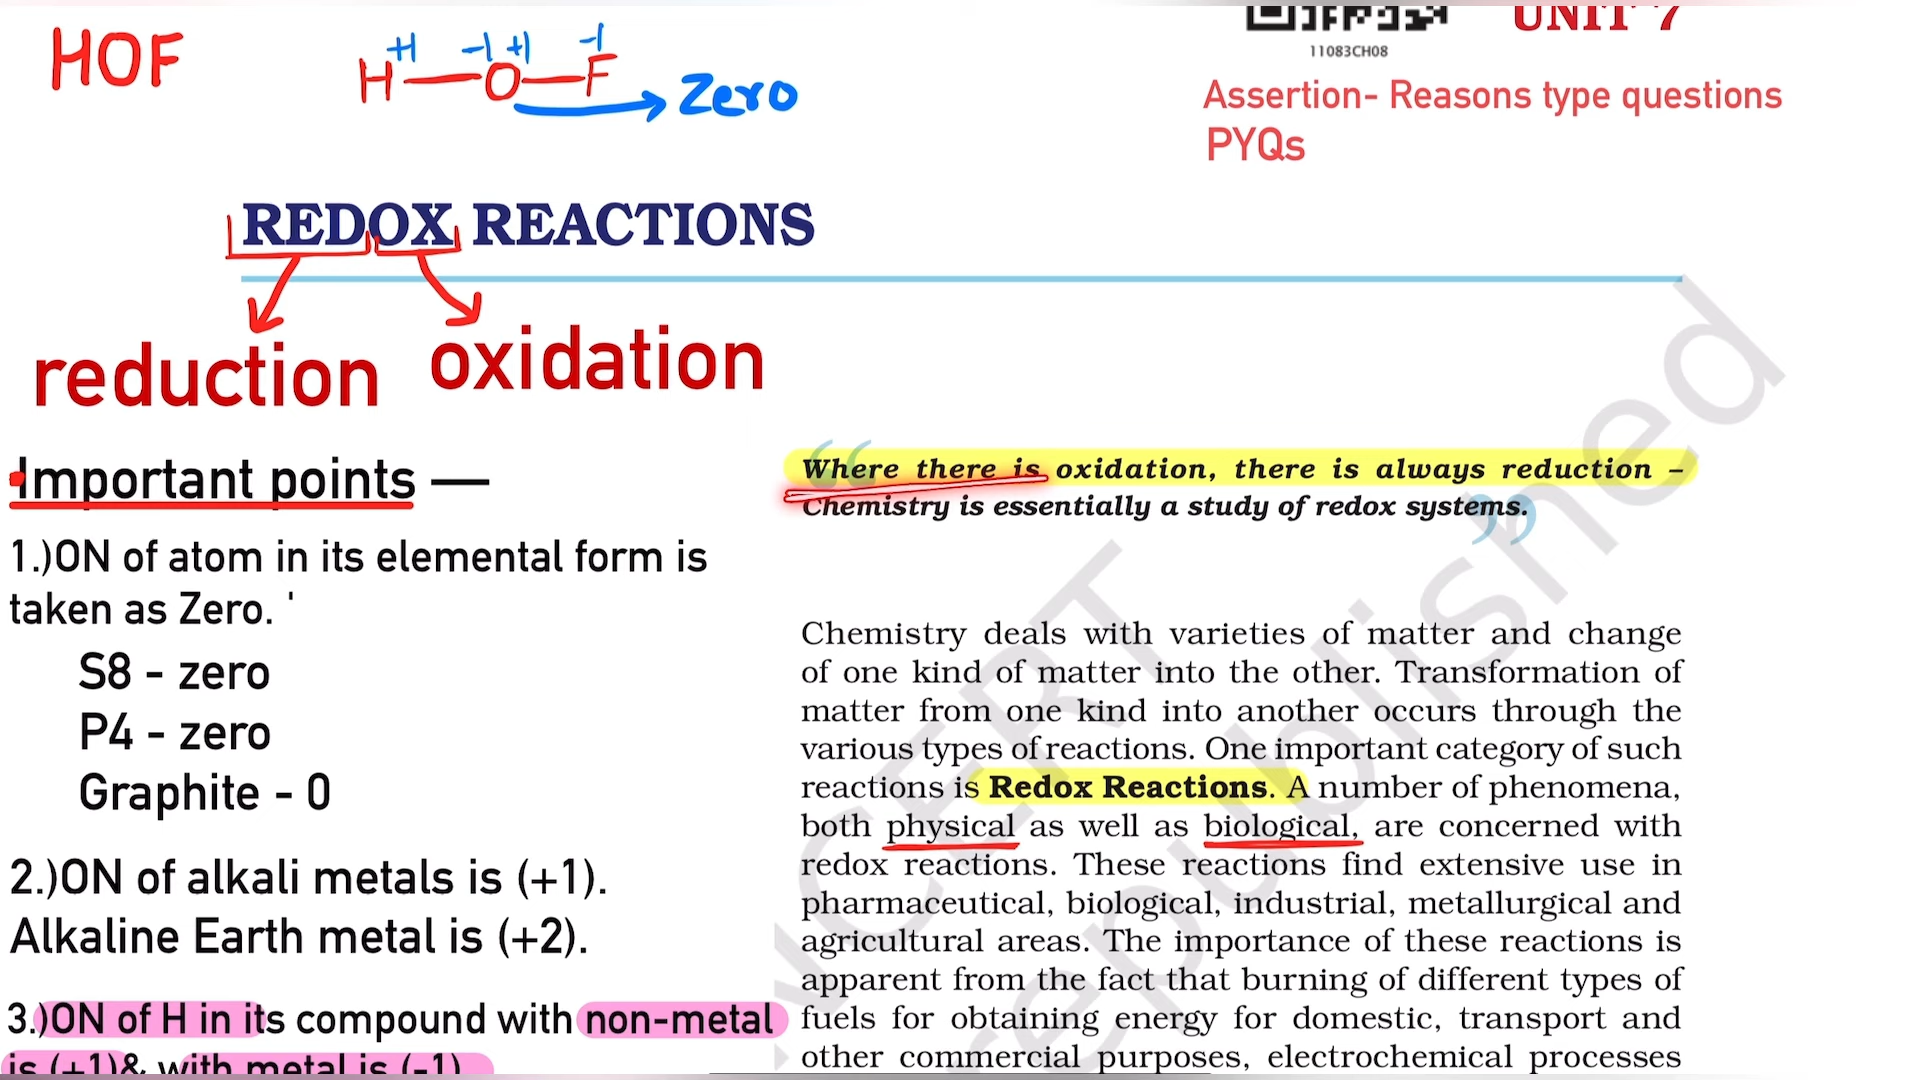 HOF
+1 -1 +1 -1
H—O—F
Zero
UNIT 7
11083CH08
Assertion- Reasons type questions
PYQs
REDOX REACTIONS
reduction oxidation
Important points —
1.)ON of atom in its elemental form is
taken as Zero. '
S8 - zero
P4 - zero
Graphite - 0
2.)ON of alkali metals is (+1).
Alkaline Earth metal is (+2).
3.)ON of H in its compound with non-metal
is (+1)& with metal is (-1)
“Where there is oxidation, there is always reduction –
Chemistry is essentially a study of redox systems.”
Chemistry deals with varieties of matter and change
of one kind of matter into the other. Transformation of
matter from one kind into another occurs through the
various types of reactions. One important category of such
reactions is Redox Reactions. A number of phenomena,
both physical as well as biological, are concerned with
redox reactions. These reactions find extensive use in
pharmaceutical, biological, industrial, metallurgical and
agricultural areas. The importance of these reactions is
apparent from the fact that burning of different types of
fuels for obtaining energy for domestic, transport and
other commercial purposes, electrochemical processes
NCERT
republished